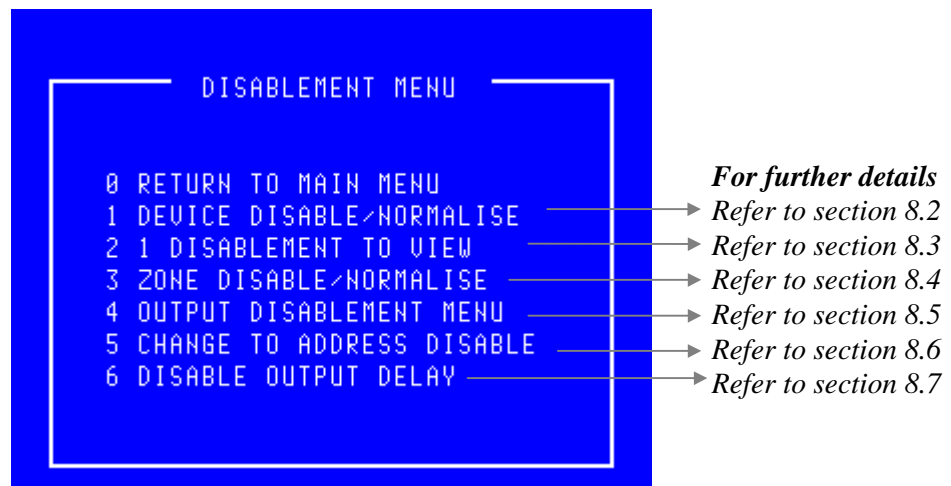 DISABLEMENT MENU
For further details
0 RETURN TO MAIN MENU
1 DEVICE DISABLE/NORMALISE
Refer to section 8.2
2 1 DISABLEMENT TO VIEW
Refer to section 8.3
3 ZONE DISABLE/NORMALISE
Refer to section 8.4
4 OUTPUT DISABLEMENT MENU
Refer to section 8.5
5 CHANGE TO ADDRESS DISABLE
Refer to section 8.6
6 DISABLE OUTPUT DELAY
Refer to section 8.7